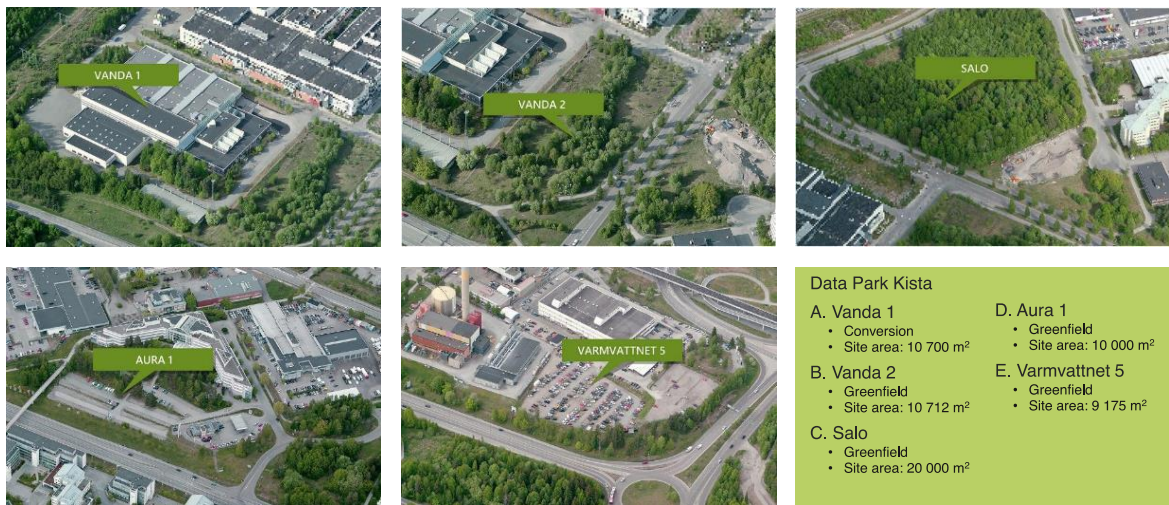 VANDA 1
VANDA 2
SALO
AURA 1
VARMVATTNET 5
Data Park Kista
A. Vanda 1
• Conversion
• Site area: 10 700 m²
B. Vanda 2
• Greenfield
• Site area: 10 712 m²
C. Salo
• Greenfield
• Site area: 20 000 m²
D. Aura 1
• Greenfield
• Site area: 10 000 m²
E. Varmvattnet 5
• Greenfield
• Site area: 9 175 m²